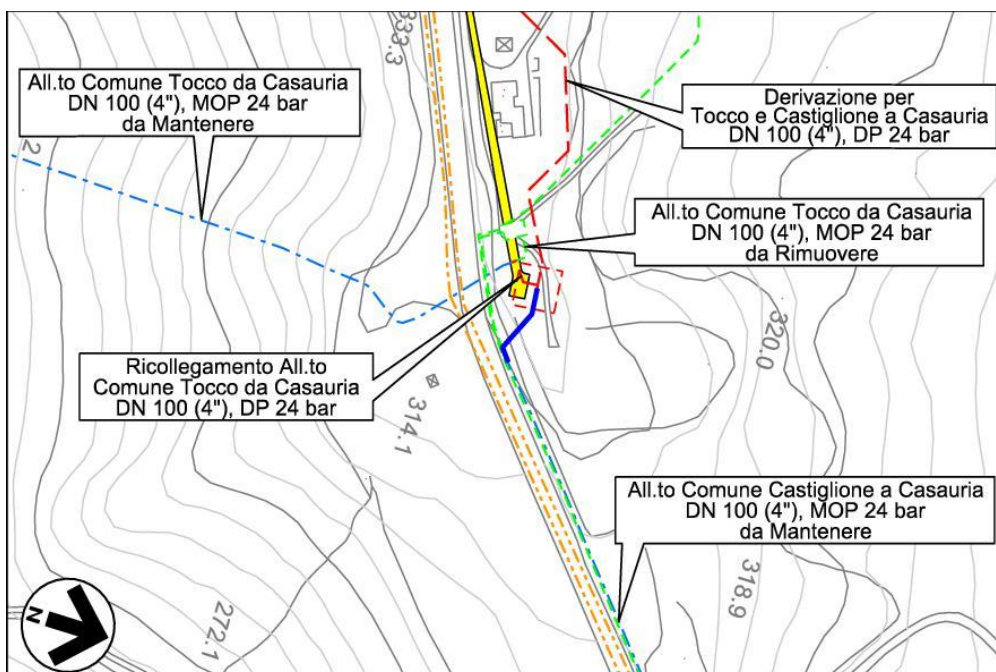 333.3
All.to Comune Tocco da Casauria
DN 100 (4"), MOP 24 bar
da Mantenere
Derivazione per
Tocco e Castiglione a Casauria
DN 100 (4"), DP 24 bar
2
All.to Comune Tocco da Casauria
DN 100 (4"), MOP 24 bar
da Rimuovere
320.0
Ricollegamento All.to
Comune Tocco da Casauria
DN 100 (4"), DP 24 bar
314.1
All.to Comune Castiglione a Casauria
DN 100 (4"), MOP 24 bar
da Mantenere
318.9
272.1
N